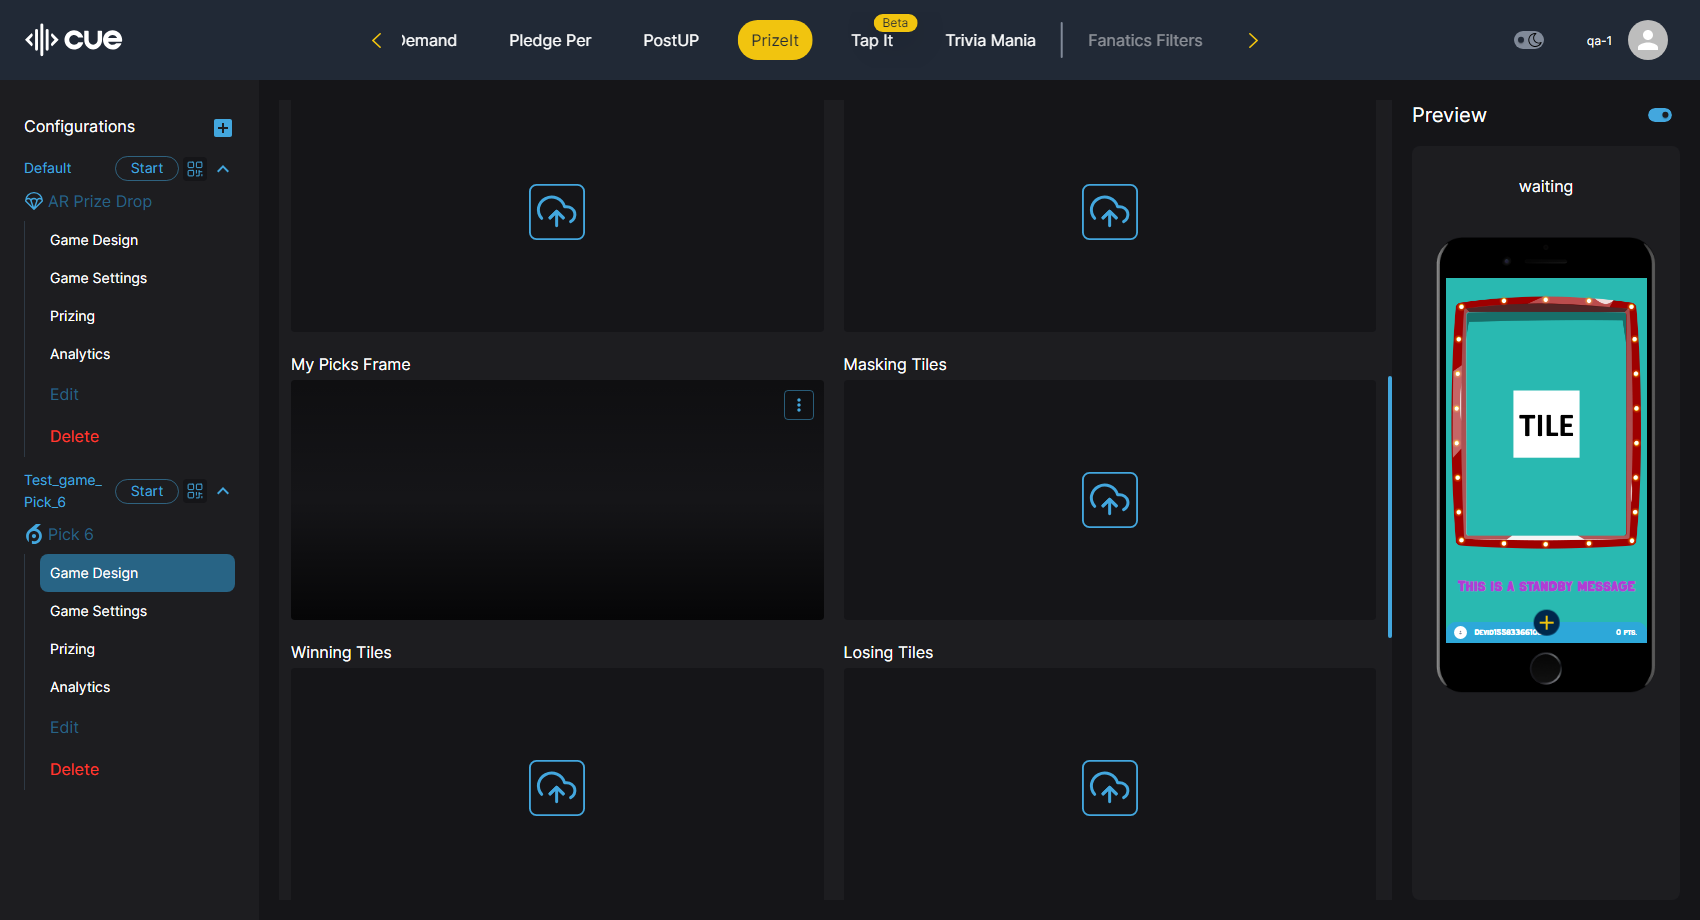 cue
Demand
Pledge Per
PostUP
PrizeIt
Beta
Tap It
Trivia Mania
Fanatics Filters
qa-1
Configurations
Default
Start
AR Prize Drop
Game Design
Game Settings
Prizing
Analytics
Edit
Delete
Test_game_
Pick_6
Start
Pick 6
Game Design
Game Settings
Prizing
Analytics
Edit
Delete
My Picks Frame
Masking Tiles
Winning Tiles
Losing Tiles
Preview
waiting
TILE
THIS IS A STANDBY MESSAGE
0 PTS.